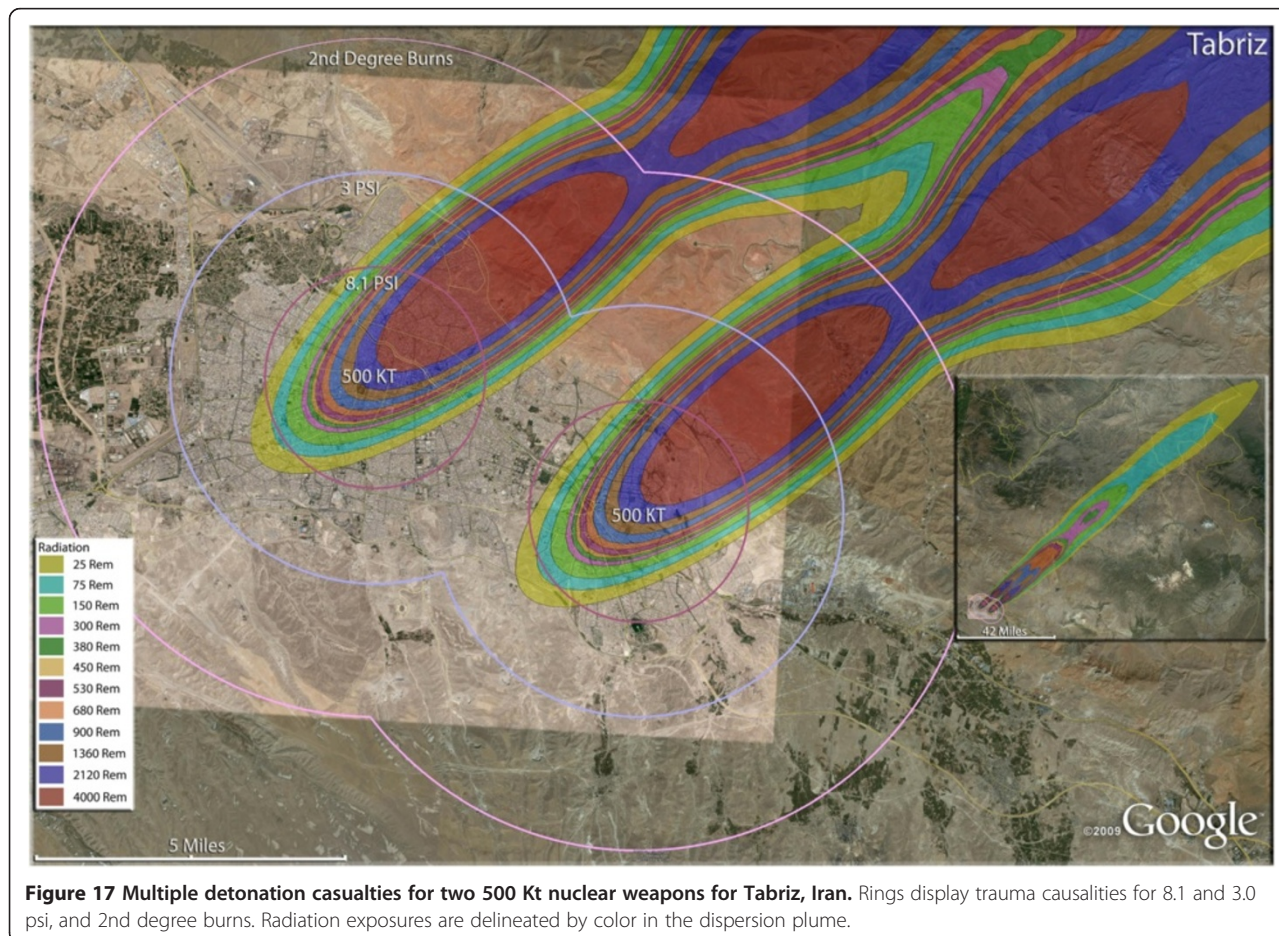 Tabriz
2nd Degree Burns
3 PSI
8.1 PSI
500 KT
500 KT
Radiation
25 Rem
75 Rem
150 Rem
300 Rem
380 Rem
450 Rem
530 Rem
680 Rem
900 Rem
1360 Rem
2120 Rem
4000 Rem
42 Miles
5 Miles
©2009 Google
Figure 17 Multiple detonation casualties for two 500 Kt nuclear weapons for Tabriz, Iran. Rings display trauma causalities for 8.1 and 3.0
psi, and 2nd degree burns. Radiation exposures are delineated by color in the dispersion plume.